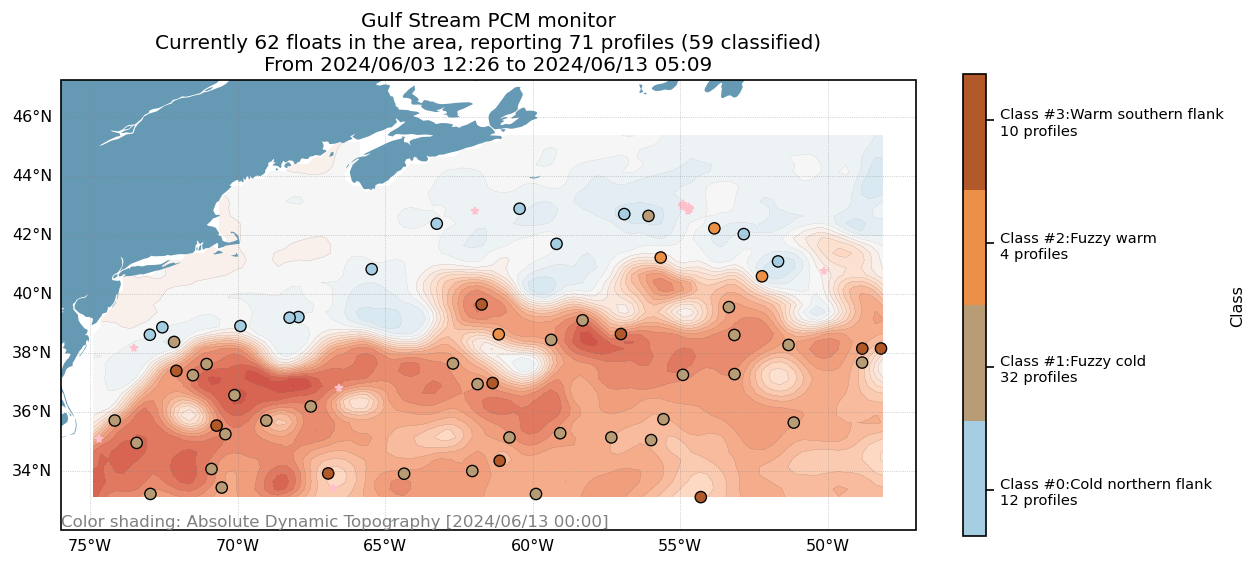 Gulf Stream PCM monitor
Currently 62 floats in the area, reporting 71 profiles (59 classified)
From 2024/06/03 12:26 to 2024/06/13 05:09
46°N
44°N
42°N
40°N
38°N
36°N
34°N
Color shading: Absolute Dynamic Topography [2024/06/13 00:00]
75°W
70°W
65°W
60°W
55°W
50°W
Class #3:Warm southern flank
10 profiles
Class #2:Fuzzy warm
4 profiles
Class #1:Fuzzy cold
32 profiles
Class #0:Cold northern flank
12 profiles
Class